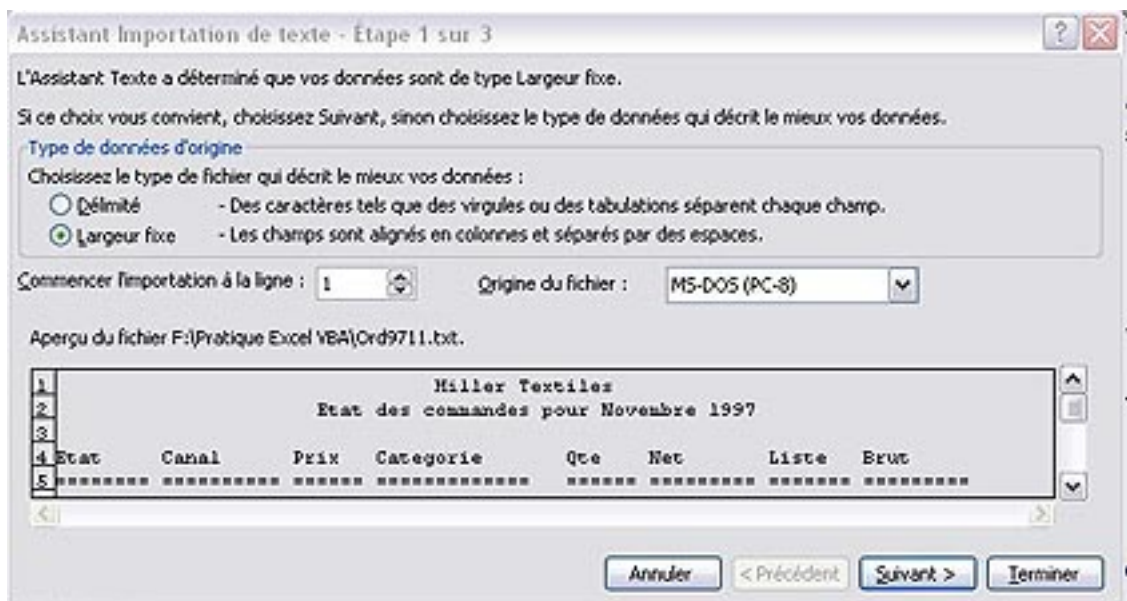 Assistant Importation de texte - Étape 1 sur 3
L'Assistant Texte a déterminé que vos données sont de type Largeur fixe.
Si ce choix vous convient, choisissez Suivant, sinon choisissez le type de données qui décrit le mieux vos données.
Type de données d'origine
Choisissez le type de fichier qui décrit le mieux vos données :
Délimité - Des caractères tels que des virgules ou des tabulations séparent chaque champ.
Largeur fixe - Les champs sont alignés en colonnes et séparés par des espaces.
Commencer l'importation à la ligne : 1 Origine du fichier : MS-DOS (PC-8)
Aperçu du fichier F:\Pratique Excel VBA\Ord9711.txt.
1 Miller Textiles
2 Etat des commandes pour Novembre 1997
3
4 Etat Canal Prix Categorie Qte Net Liste Brut
5 ======== ========== ====== ============= ====== ========= ======= =========
Annuler < Précédent Suivant > Terminer